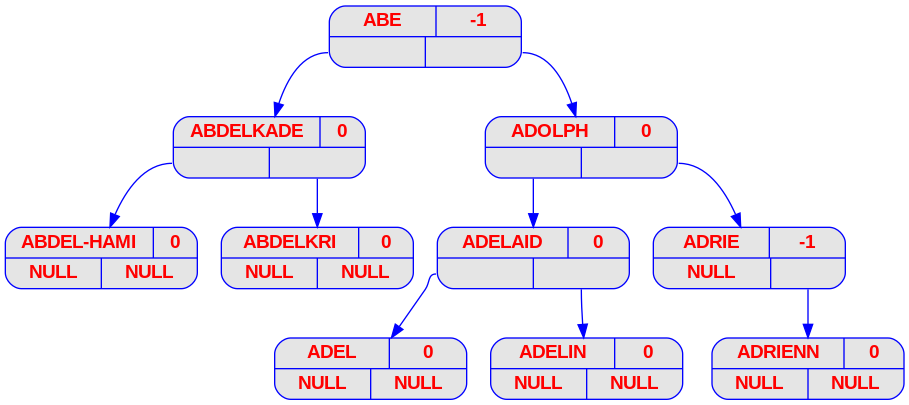 ABE -1
ABDELKADE 0 ADOLPH 0
ABDEL-HAMI 0 ABDELKRI 0 ADELAID 0 ADRIE -1
NULL NULL NULL NULL NULL
ADEL 0 ADELIN 0 ADRIENN 0
NULL NULL NULL NULL NULL NULL